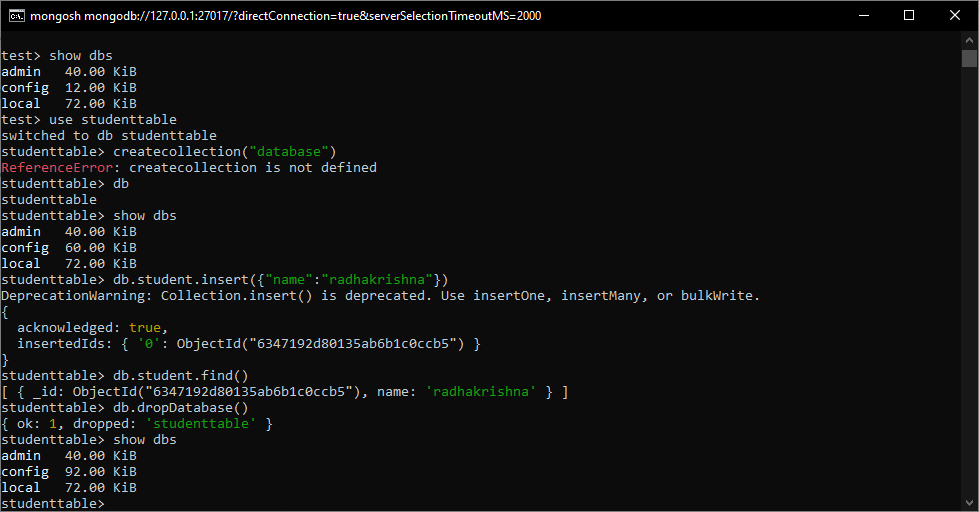 mongosh mongodb://127.0.0.1:27017/?directConnection=true&serverSelectionTimeoutMS=2000
test> show dbs
admin   40.00 KiB
config  12.00 KiB
local   72.00 KiB
test> use studenttable
switched to db studenttable
studenttable> createcollection("database")
ReferenceError: createcollection is not defined
studenttable> db
studenttable
studenttable> show dbs
admin   40.00 KiB
config  60.00 KiB
local   72.00 KiB
studenttable> db.student.insert({"name":"radhakrishna"})
DeprecationWarning: Collection.insert() is deprecated. Use insertOne, insertMany, or bulkWrite.
{
  acknowledged: true,
  insertedIds: { '0': ObjectId("6347192d80135ab6b1c0ccb5") }
}
studenttable> db.student.find()
[ { _id: ObjectId("6347192d80135ab6b1c0ccb5"), name: 'radhakrishna' } ]
studenttable> db.dropDatabase()
{ ok: 1, dropped: 'studenttable' }
studenttable> show dbs
admin   40.00 KiB
config  92.00 KiB
local   72.00 KiB
studenttable>